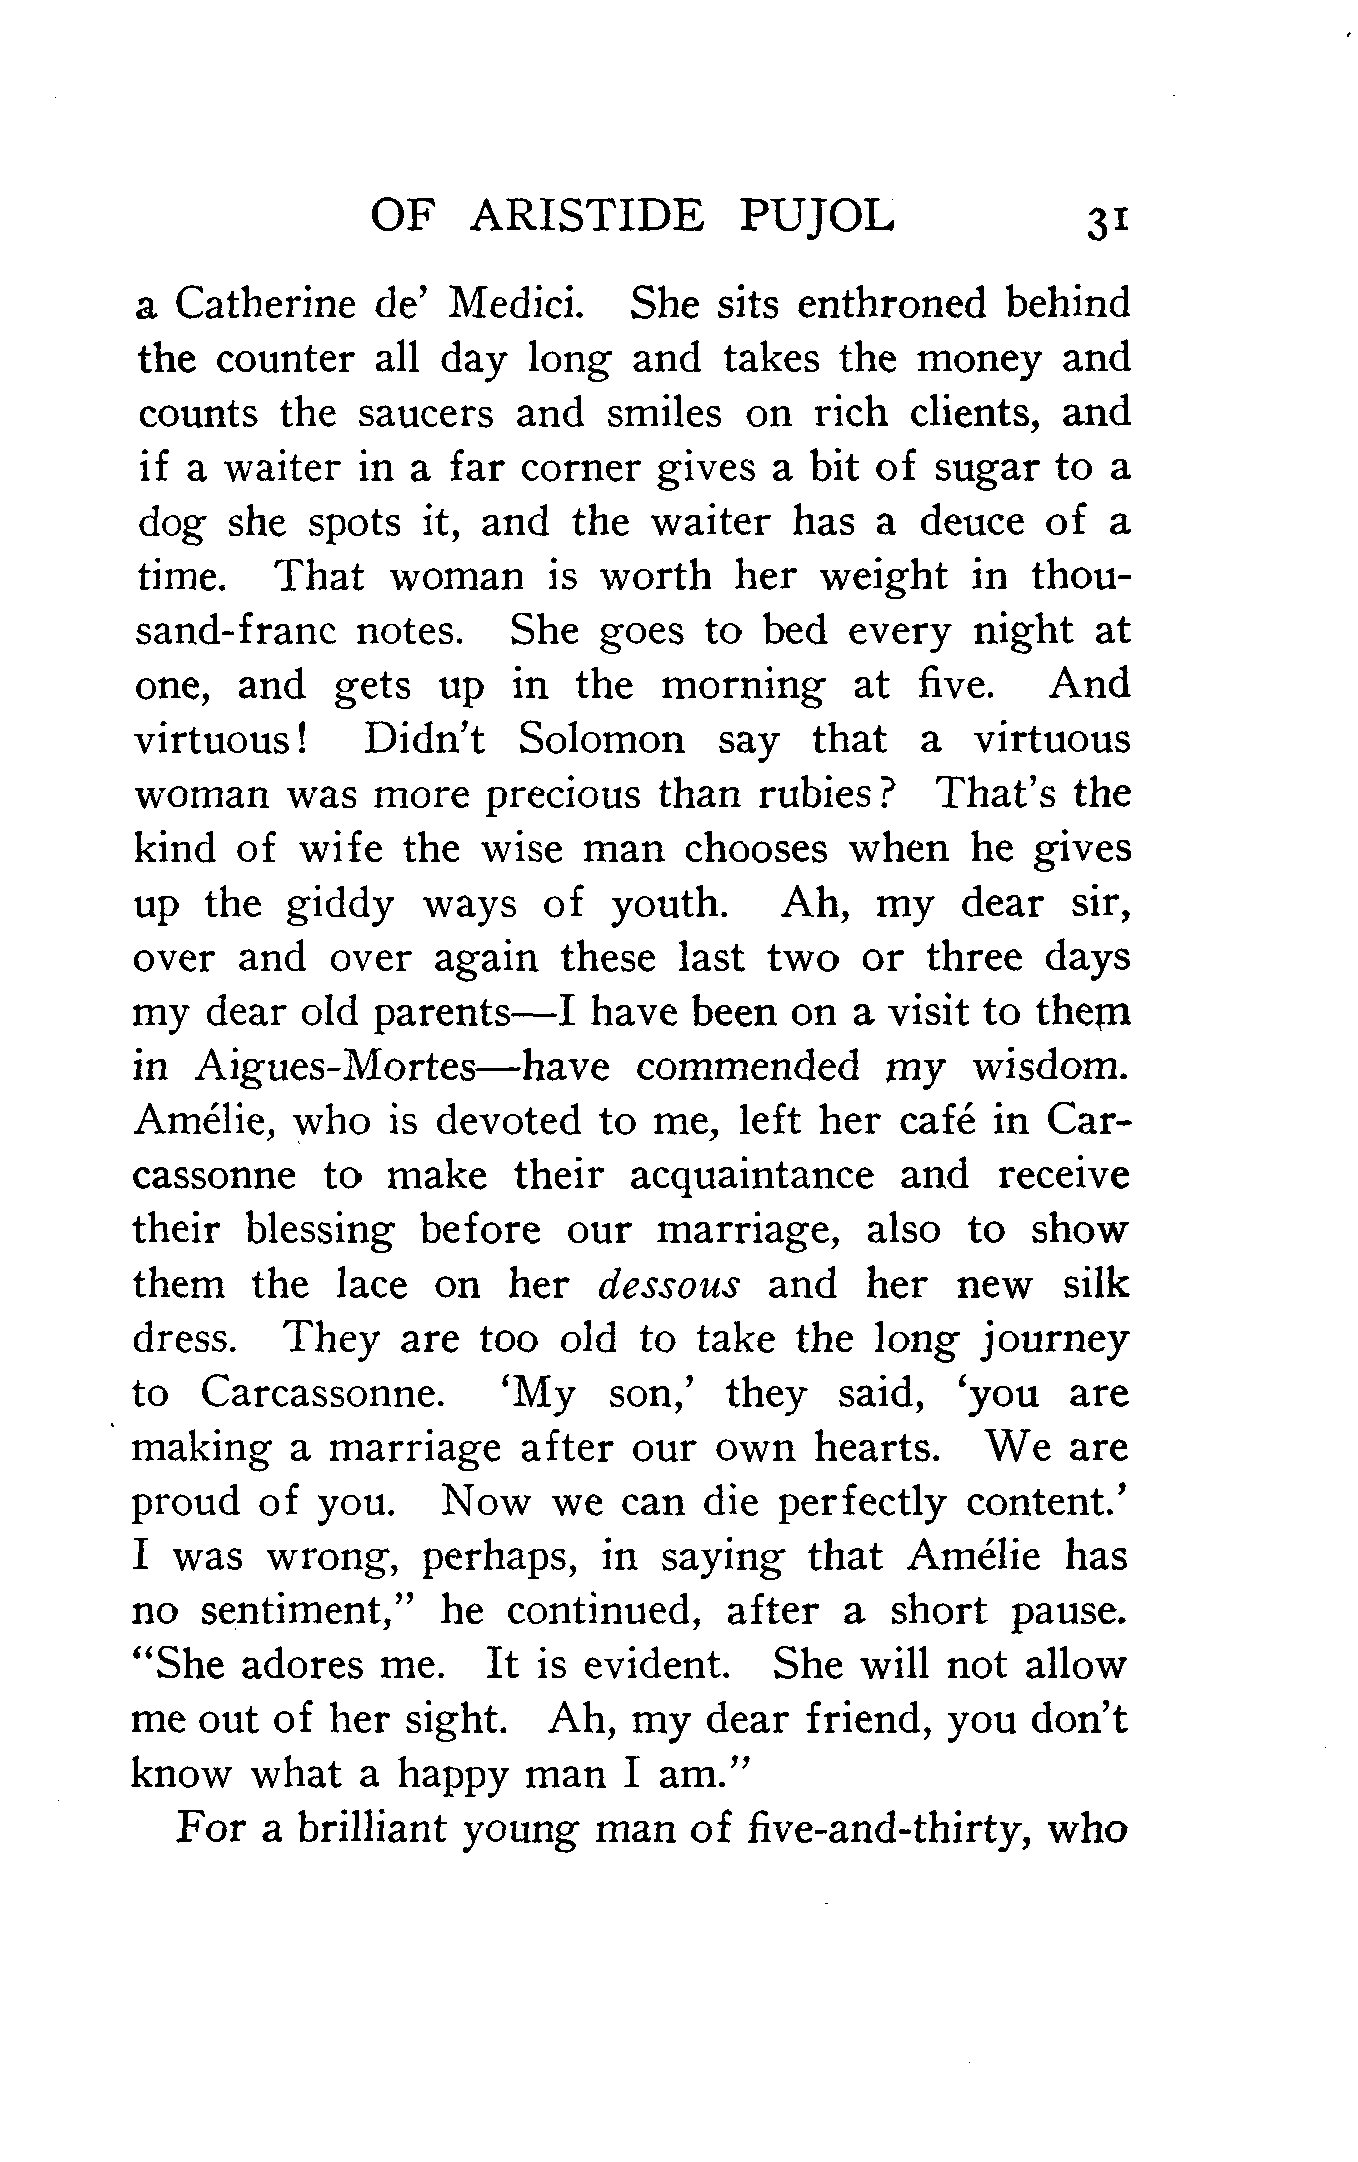 OF ARISTIDE PUJOL 31
a Catherine de' Medici. She sits enthroned behind
the counter all day long and takes the money and
counts the saucers and smiles on rich clients, and
if a waiter in a far corner gives a bit of sugar to a
dog she spots it, and the waiter has a deuce of a
time. That woman is worth her weight in thou-
sand-franc notes. She goes to bed every night at
one, and gets up in the morning at five. And
virtuous! Didn't Solomon say that a virtuous
woman was more precious than rubies? That's the
kind of wife the wise man chooses when he gives
up the giddy ways of youth. Ah, my dear sir,
over and over again these last two or three days
my dear old parents—I have been on a visit to them
in Aigues-Mortes—have commended my wisdom.
Amélie, who is devoted to me, left her café in Car-
cassonne to make their acquaintance and receive
their blessing before our marriage, also to show
them the lace on her dessous and her new silk
dress. They are too old to take the long journey
to Carcassonne. 'My son,' they said, 'you are
making a marriage after our own hearts. We are
proud of you. Now we can die perfectly content.'
I was wrong, perhaps, in saying that Amélie has
no sentiment," he continued, after a short pause.
"She adores me. It is evident. She will not allow
me out of her sight. Ah, my dear friend, you don't
know what a happy man I am."
For a brilliant young man of five-and-thirty, who